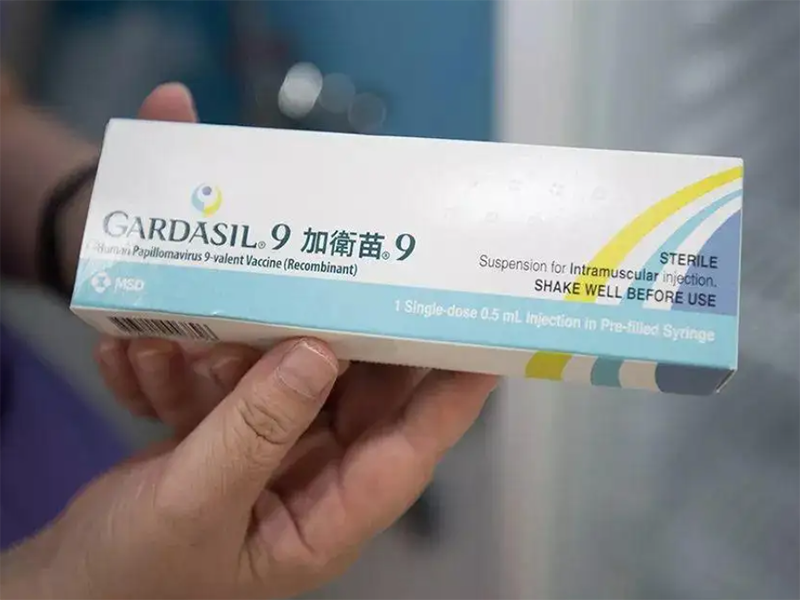 GARDASIL® 9 加衛苗® 9
Human Papillomavirus 9-valent Vaccine (Recombinant)
MSD
STERILE
Suspension for Intramuscular injection.
SHAKE WELL BEFORE USE
1 Single-dose 0.5 mL Injection in Pre-filled Syringe